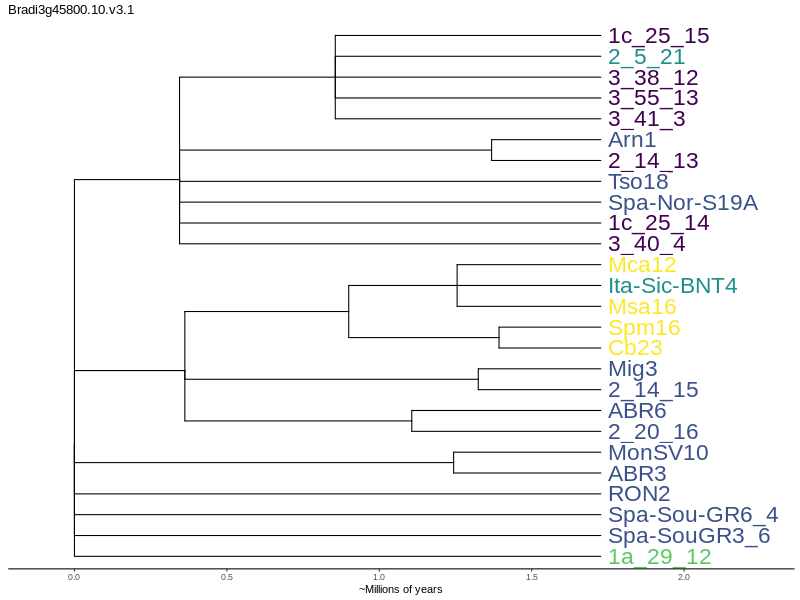 Bradi3g45800.10.v3.1
1c_25_15
2_5_21
3_38_12
3_55_13
3_41_3
Arn1
2_14_13
Tso18
Spa-Nor-S19A
1c_25_14
3_40_4
Mca12
Ita-Sic-BNT4
Msa16
Spm16
Cb23
Mig3
2_14_15
ABR6
2_20_16
MonSV10
ABR3
RON2
Spa-Sou-GR6_4
Spa-SouGR3_6
1a_29_12
0.0 0.5 1.0 1.5 2.0
~Millions of years